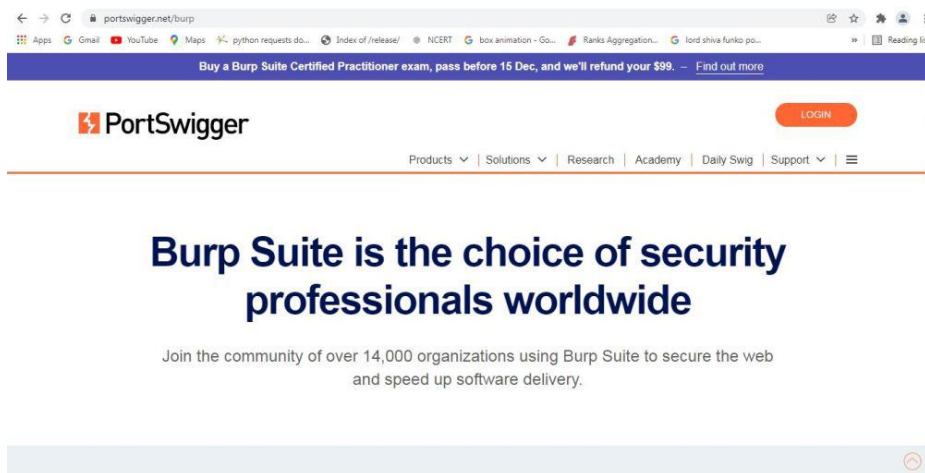 portswigger.net/burp
Apps Gmail YouTube Maps python requests do... Index of /release/ NCERT box animation - Go... Ranks Aggregation... lord shiva funko po... » Reading li
Buy a Burp Suite Certified Practitioner exam, pass before 15 Dec, and we'll refund your $99. – Find out more
PortSwigger
LOGIN
Products | Solutions | Research | Academy | Daily Swig | Support |
Burp Suite is the choice of security
professionals worldwide
Join the community of over 14,000 organizations using Burp Suite to secure the web
and speed up software delivery.